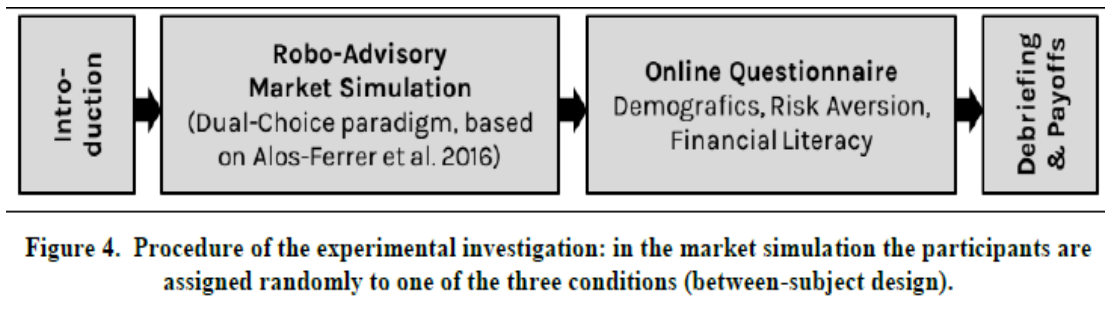 Intro-
duction
Robo-Advisory
Market Simulation
(Dual-Choice paradigm, based
on Alos-Ferrer et al. 2016)
Online Questionnaire
Demografics, Risk Aversion,
Financial Literacy
Debriefing
& Payoffs
Figure 4. Procedure of the experimental investigation: in the market simulation the participants are
assigned randomly to one of the three conditions (between-subject design).